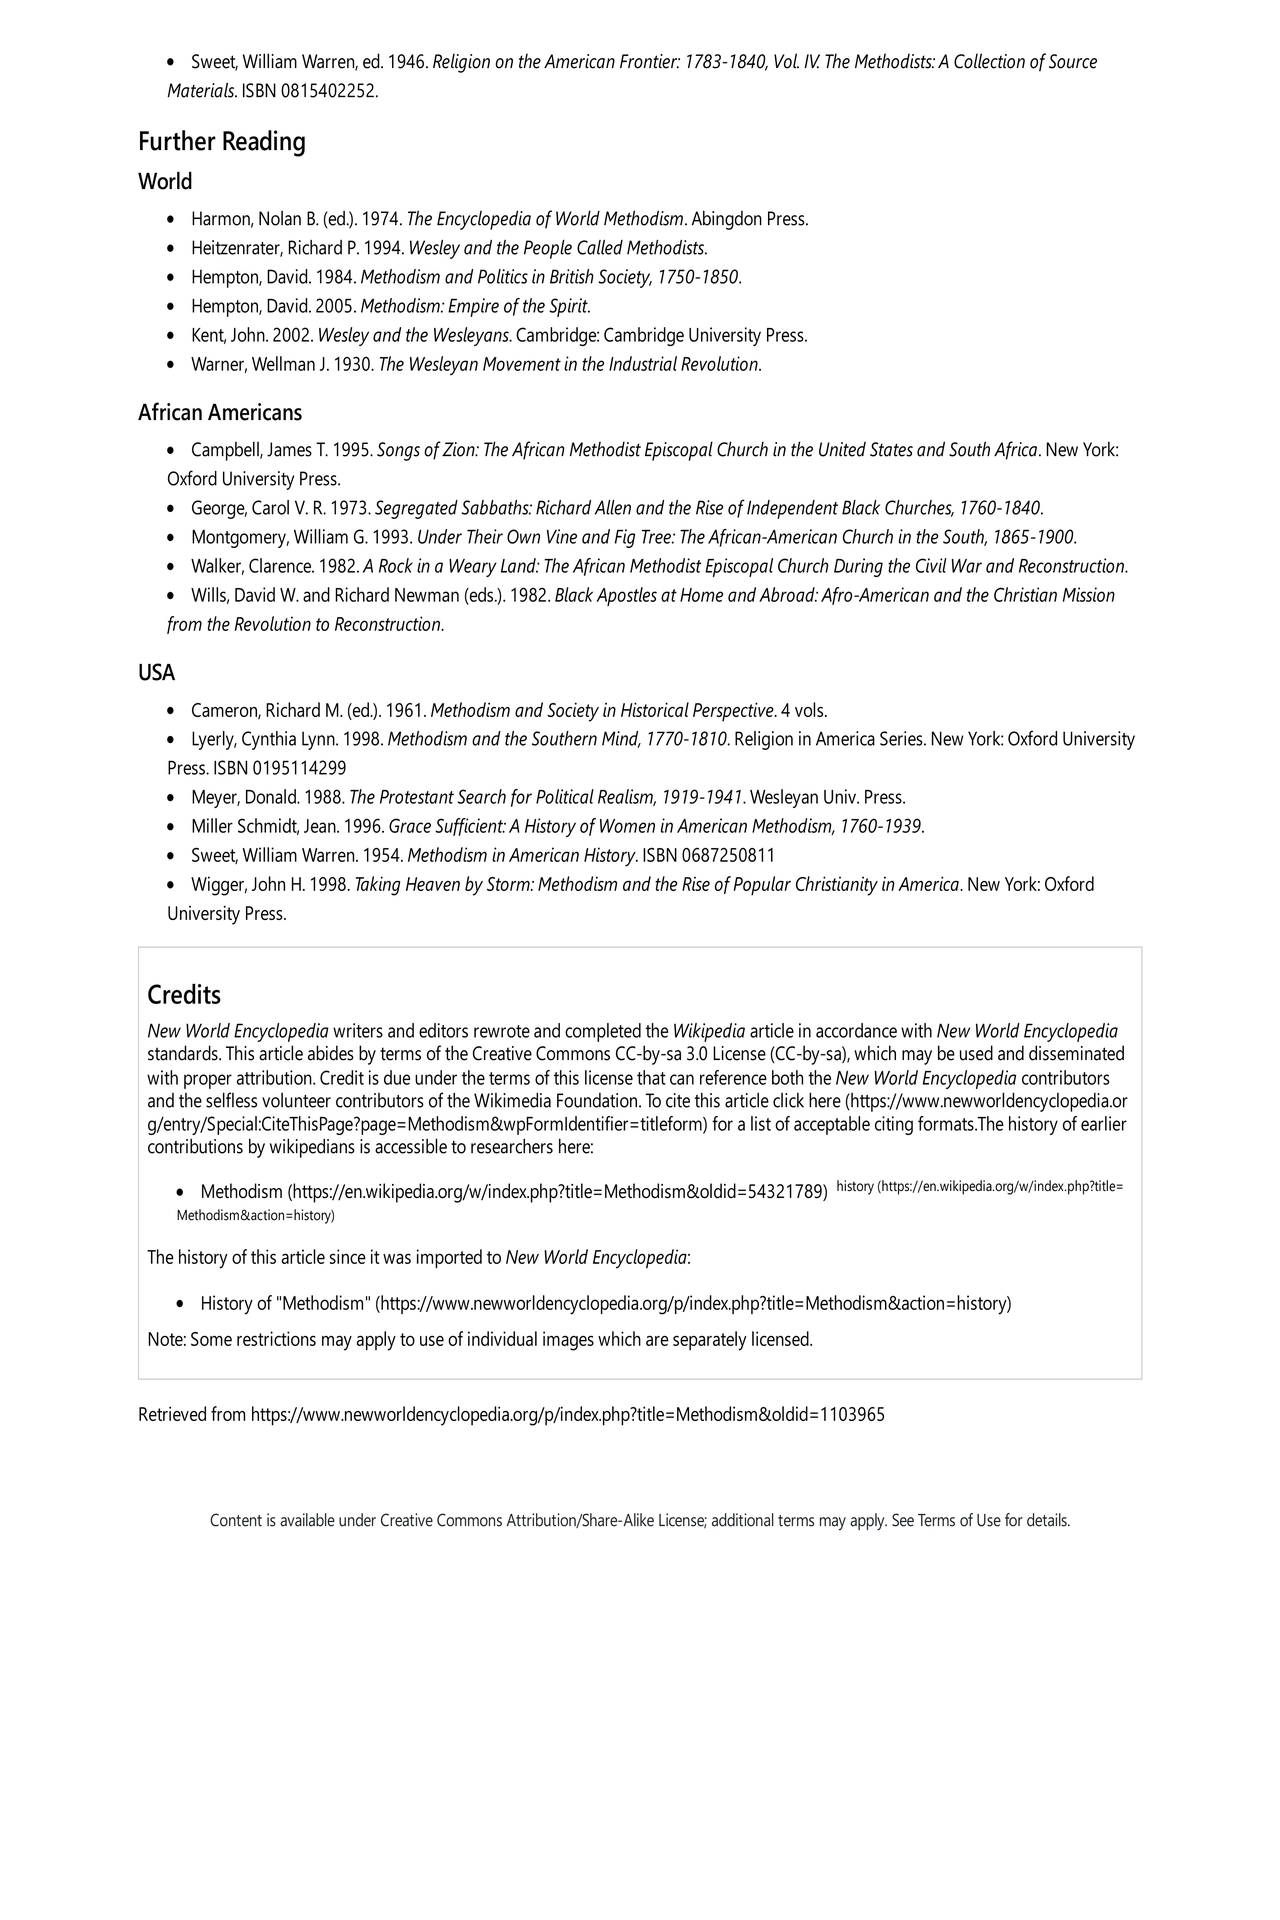 • Sweet, William Warren, ed. 1946. Religion on the American Frontier: 1783-1840, Vol. IV. The Methodists: A Collection of Source
Materials. ISBN 0815402252.
Further Reading
World
• Harmon, Nolan B. (ed.). 1974. The Encyclopedia of World Methodism. Abingdon Press.
• Heitzenrater, Richard P. 1994. Wesley and the People Called Methodists.
• Hempton, David. 1984. Methodism and Politics in British Society, 1750-1850.
• Hempton, David. 2005. Methodism: Empire of the Spirit.
• Kent, John. 2002. Wesley and the Wesleyans. Cambridge: Cambridge University Press.
• Warner, Wellman J. 1930. The Wesleyan Movement in the Industrial Revolution.
African Americans
• Campbell, James T. 1995. Songs of Zion: The African Methodist Episcopal Church in the United States and South Africa. New York:
Oxford University Press.
• George, Carol V. R. 1973. Segregated Sabbaths: Richard Allen and the Rise of Independent Black Churches, 1760-1840.
• Montgomery, William G. 1993. Under Their Own Vine and Fig Tree: The African-American Church in the South, 1865-1900.
• Walker, Clarence. 1982. A Rock in a Weary Land: The African Methodist Episcopal Church During the Civil War and Reconstruction.
• Wills, David W. and Richard Newman (eds.). 1982. Black Apostles at Home and Abroad: Afro-American and the Christian Mission
from the Revolution to Reconstruction.
USA
• Cameron, Richard M. (ed.). 1961. Methodism and Society in Historical Perspective. 4 vols.
• Lyerly, Cynthia Lynn. 1998. Methodism and the Southern Mind, 1770-1810. Religion in America Series. New York: Oxford University
Press. ISBN 0195114299
• Meyer, Donald. 1988. The Protestant Search for Political Realism, 1919-1941. Wesleyan Univ. Press.
• Miller Schmidt, Jean. 1996. Grace Sufficient: A History of Women in American Methodism, 1760-1939.
• Sweet, William Warren. 1954. Methodism in American History. ISBN 0687250811
• Wigger, John H. 1998. Taking Heaven by Storm: Methodism and the Rise of Popular Christianity in America. New York: Oxford
University Press.
Credits
New World Encyclopedia writers and editors rewrote and completed the Wikipedia article in accordance with New World Encyclopedia
standards. This article abides by terms of the Creative Commons CC-by-sa 3.0 License (CC-by-sa), which may be used and disseminated
with proper attribution. Credit is due under the terms of this license that can reference both the New World Encyclopedia contributors
and the selfless volunteer contributors of the Wikimedia Foundation. To cite this article click here (https://www.newworldencyclopedia.or
g/entry/Special:CiteThisPage?page=Methodism&wpFormIdentifier=titleform) for a list of acceptable citing formats.The history of earlier
contributions by wikipedians is accessible to researchers here:
• Methodism (https://en.wikipedia.org/w/index.php?title=Methodism&oldid=54321789) history (https://en.wikipedia.org/w/index.php?title=
Methodism&action=history)
The history of this article since it was imported to New World Encyclopedia:
• History of "Methodism" (https://www.newworldencyclopedia.org/p/index.php?title=Methodism&action=history)
Note: Some restrictions may apply to use of individual images which are separately licensed.
Retrieved from https://www.newworldencyclopedia.org/p/index.php?title=Methodism&oldid=1103965
Content is available under Creative Commons Attribution/Share-Alike License; additional terms may apply. See Terms of Use for details.